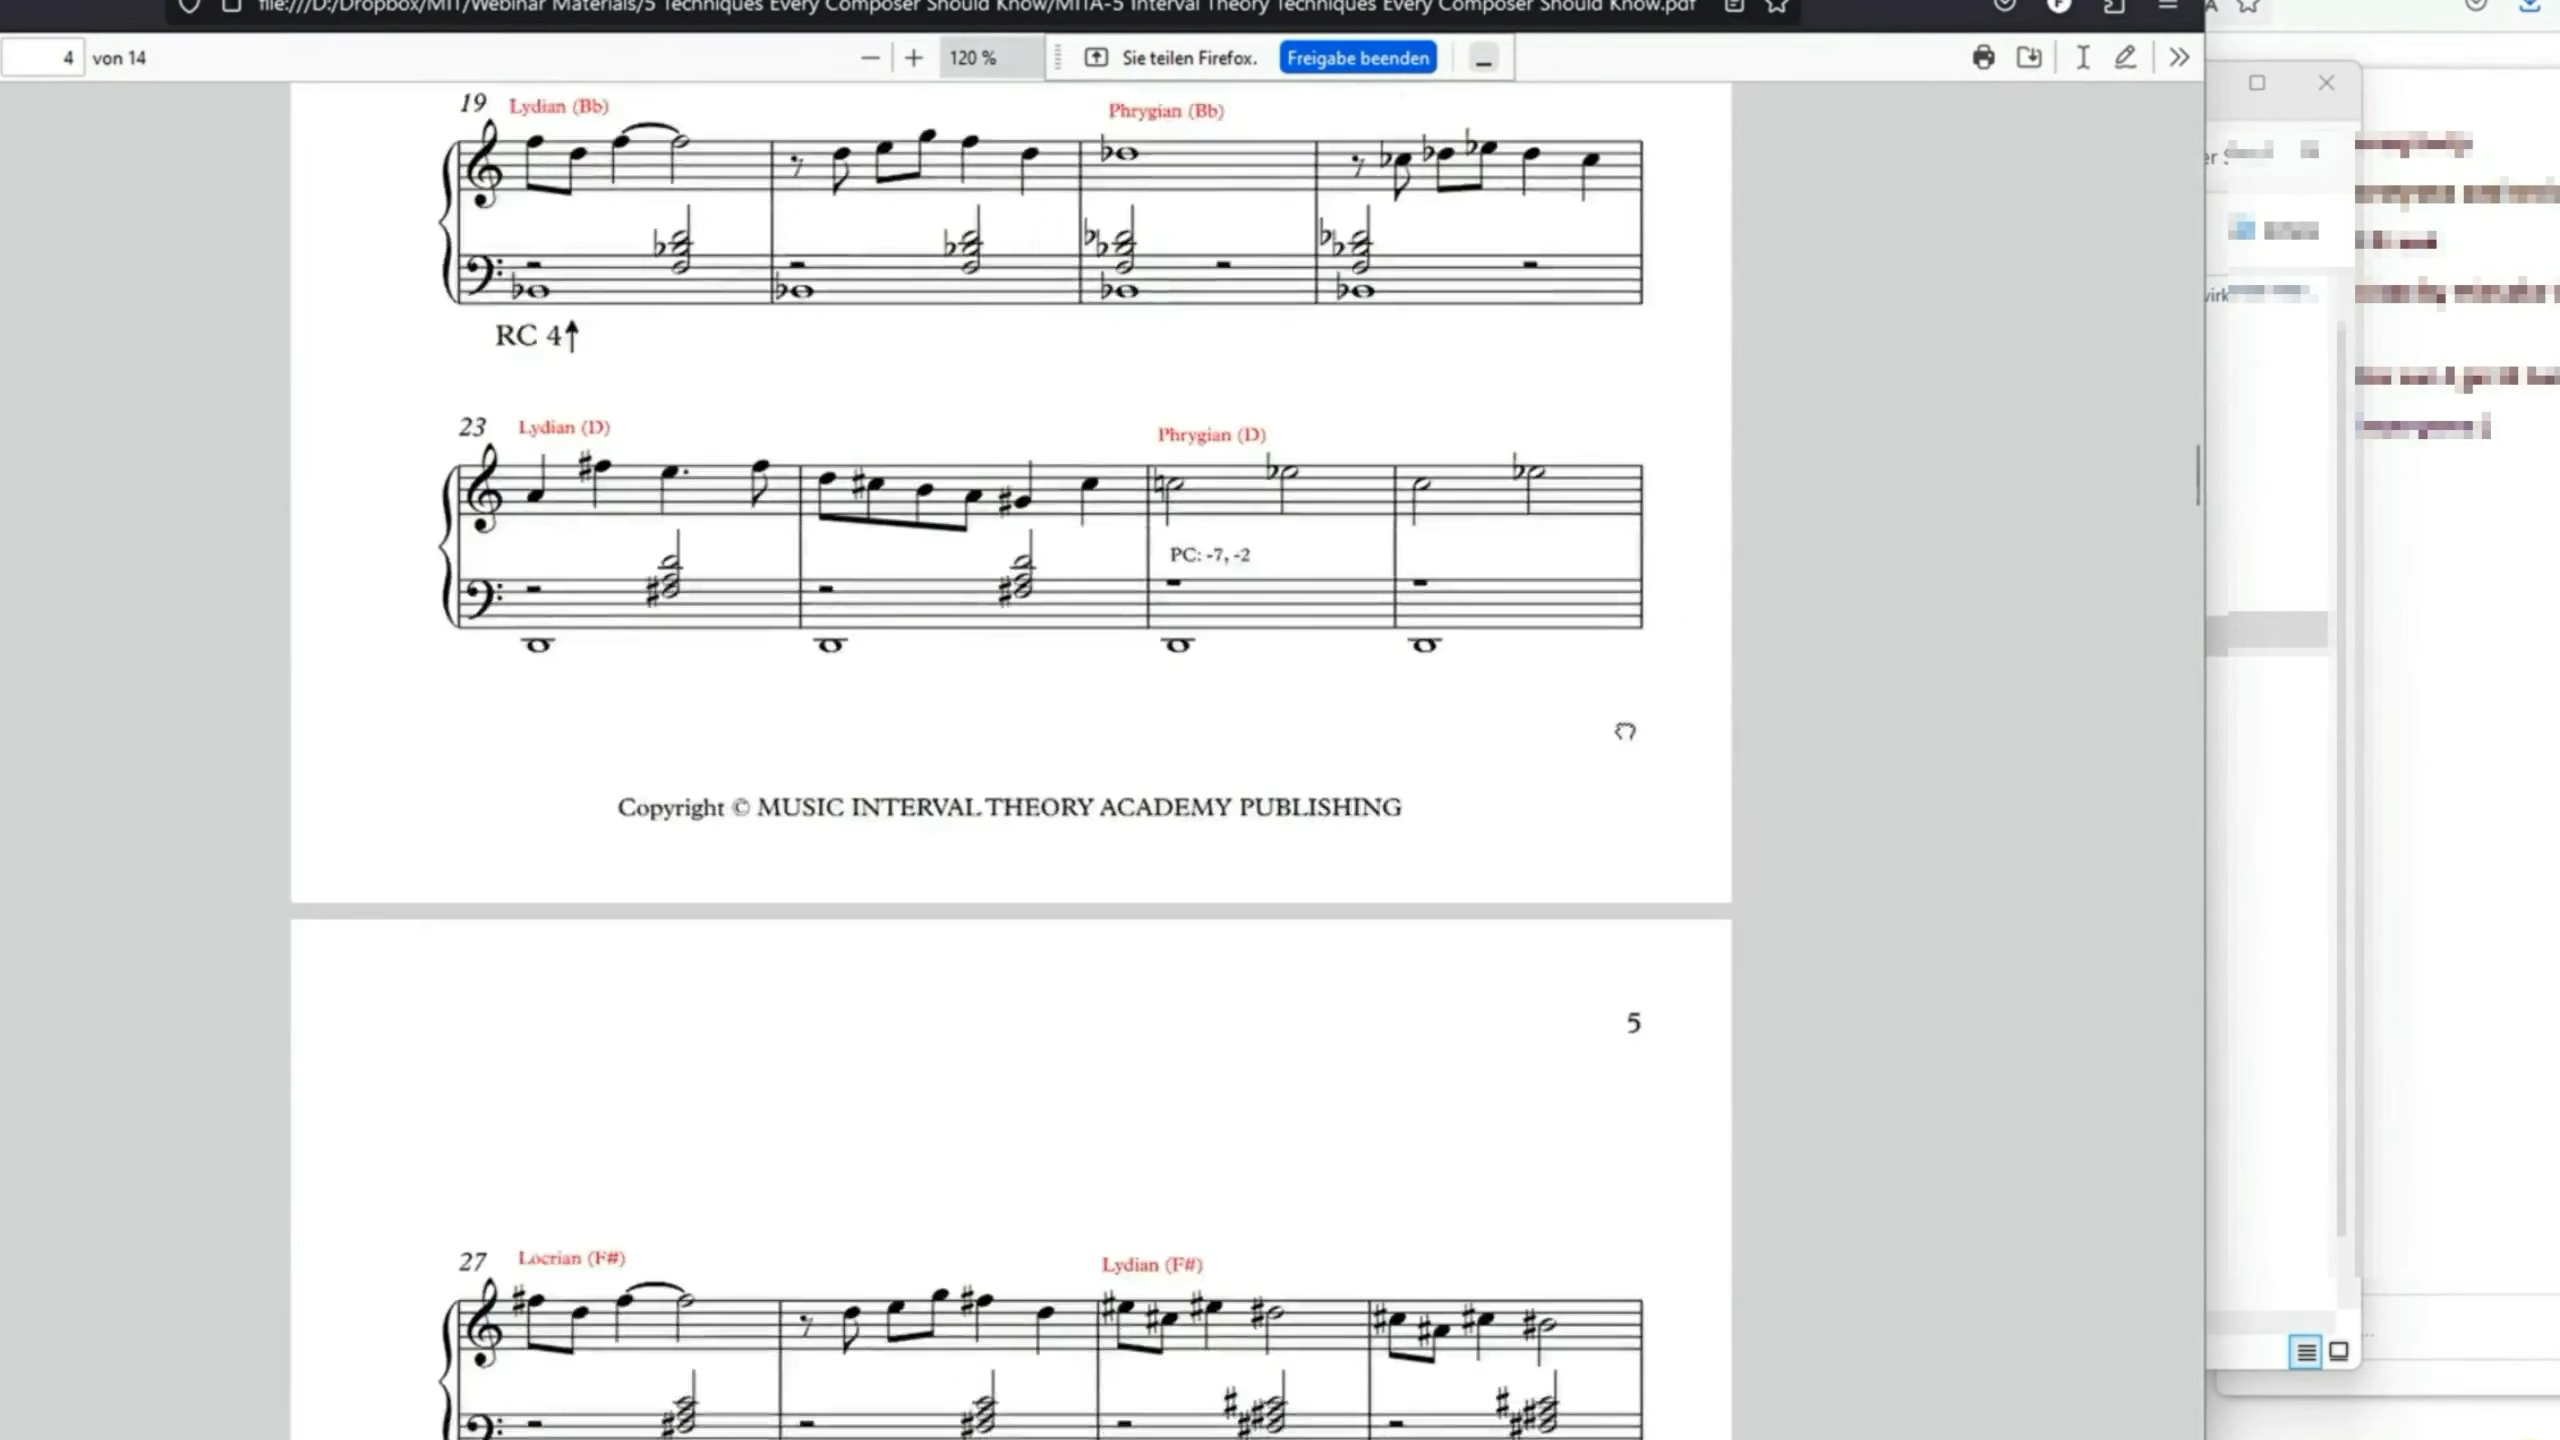 file:///D:/Dropbox/MIT/Webinar Materials/5 Techniques Every Composer Should Know/MITA-5 Interval Theory Techniques Every Composer Should Know.pdf
4 von 14 120 % Sie teilen Firefox. Freigabe beenden
19 Lydian (Bb) Phrygian (Bb)
RC 4↑
23 Lydian (D) Phrygian (D)
PC: -7, -2
Copyright © MUSIC INTERVAL THEORY ACADEMY PUBLISHING
5
27 Locrian (F#) Lydian (F#)